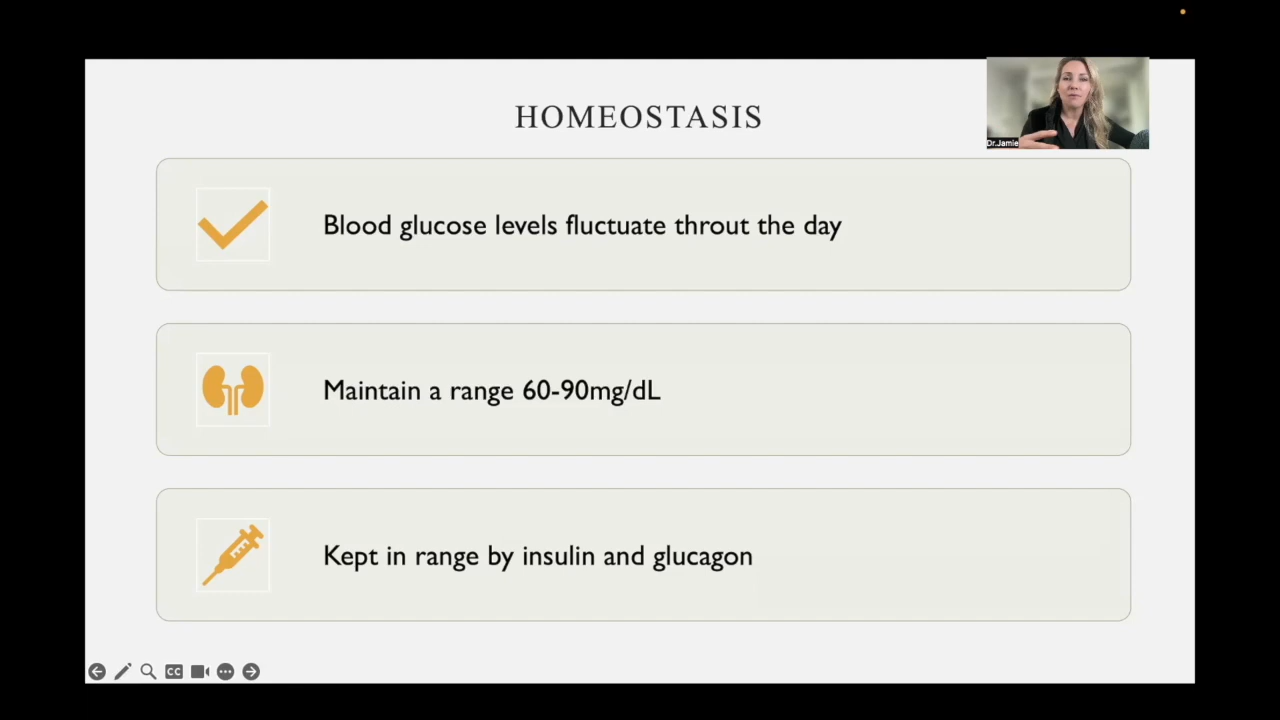 HOMEOSTASIS
Dr.Jamie
Blood glucose levels fluctuate throut the day
Maintain a range 60-90mg/dL
Kept in range by insulin and glucagon
CC